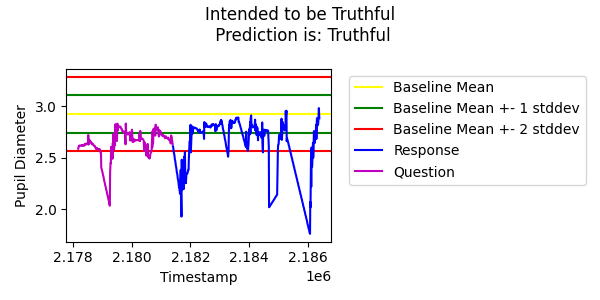 Intended to be Truthful
Prediction is: Truthful
Pupil Diameter
3.0
2.5
2.0
2.178
2.180
2.182
2.184
2.186
1e6
Timestamp
Baseline Mean
Baseline Mean +- 1 stddev
Baseline Mean +- 2 stddev
Response
Question